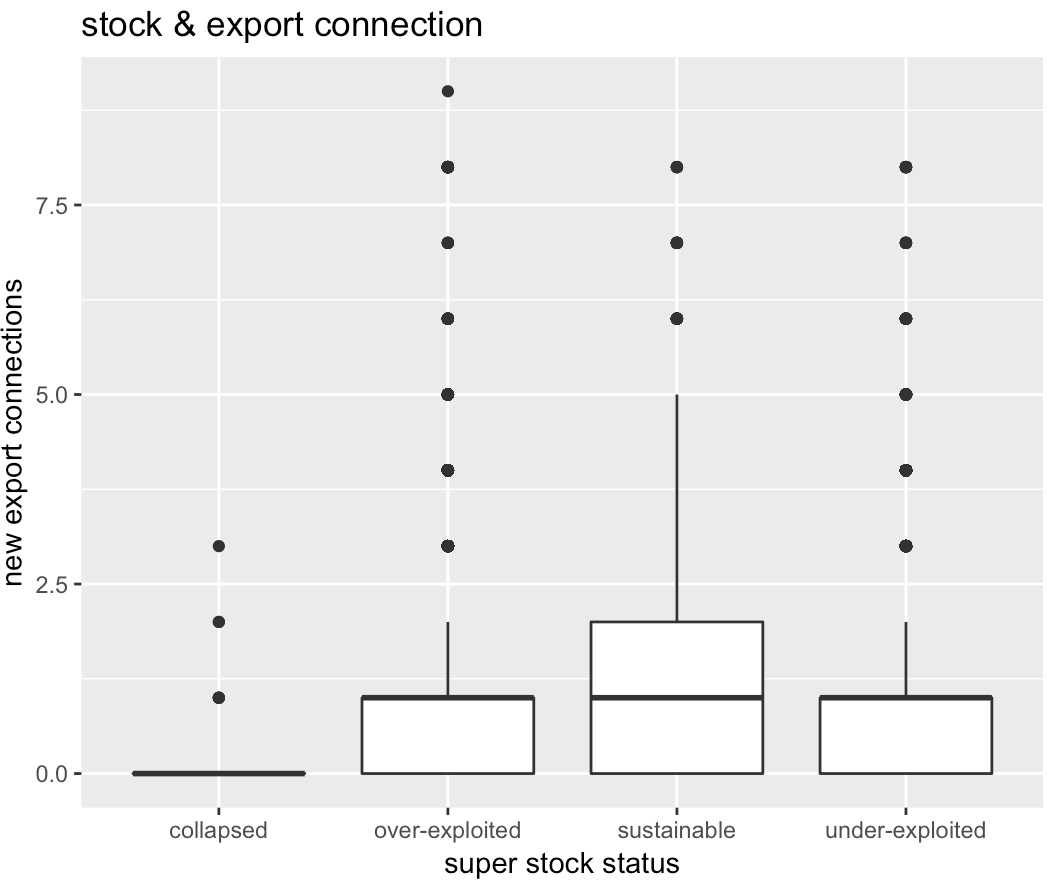 stock & export connection
new export connections
7.5
5.0
2.5
0.0
collapsed over-exploited sustainable under-exploited
super stock status